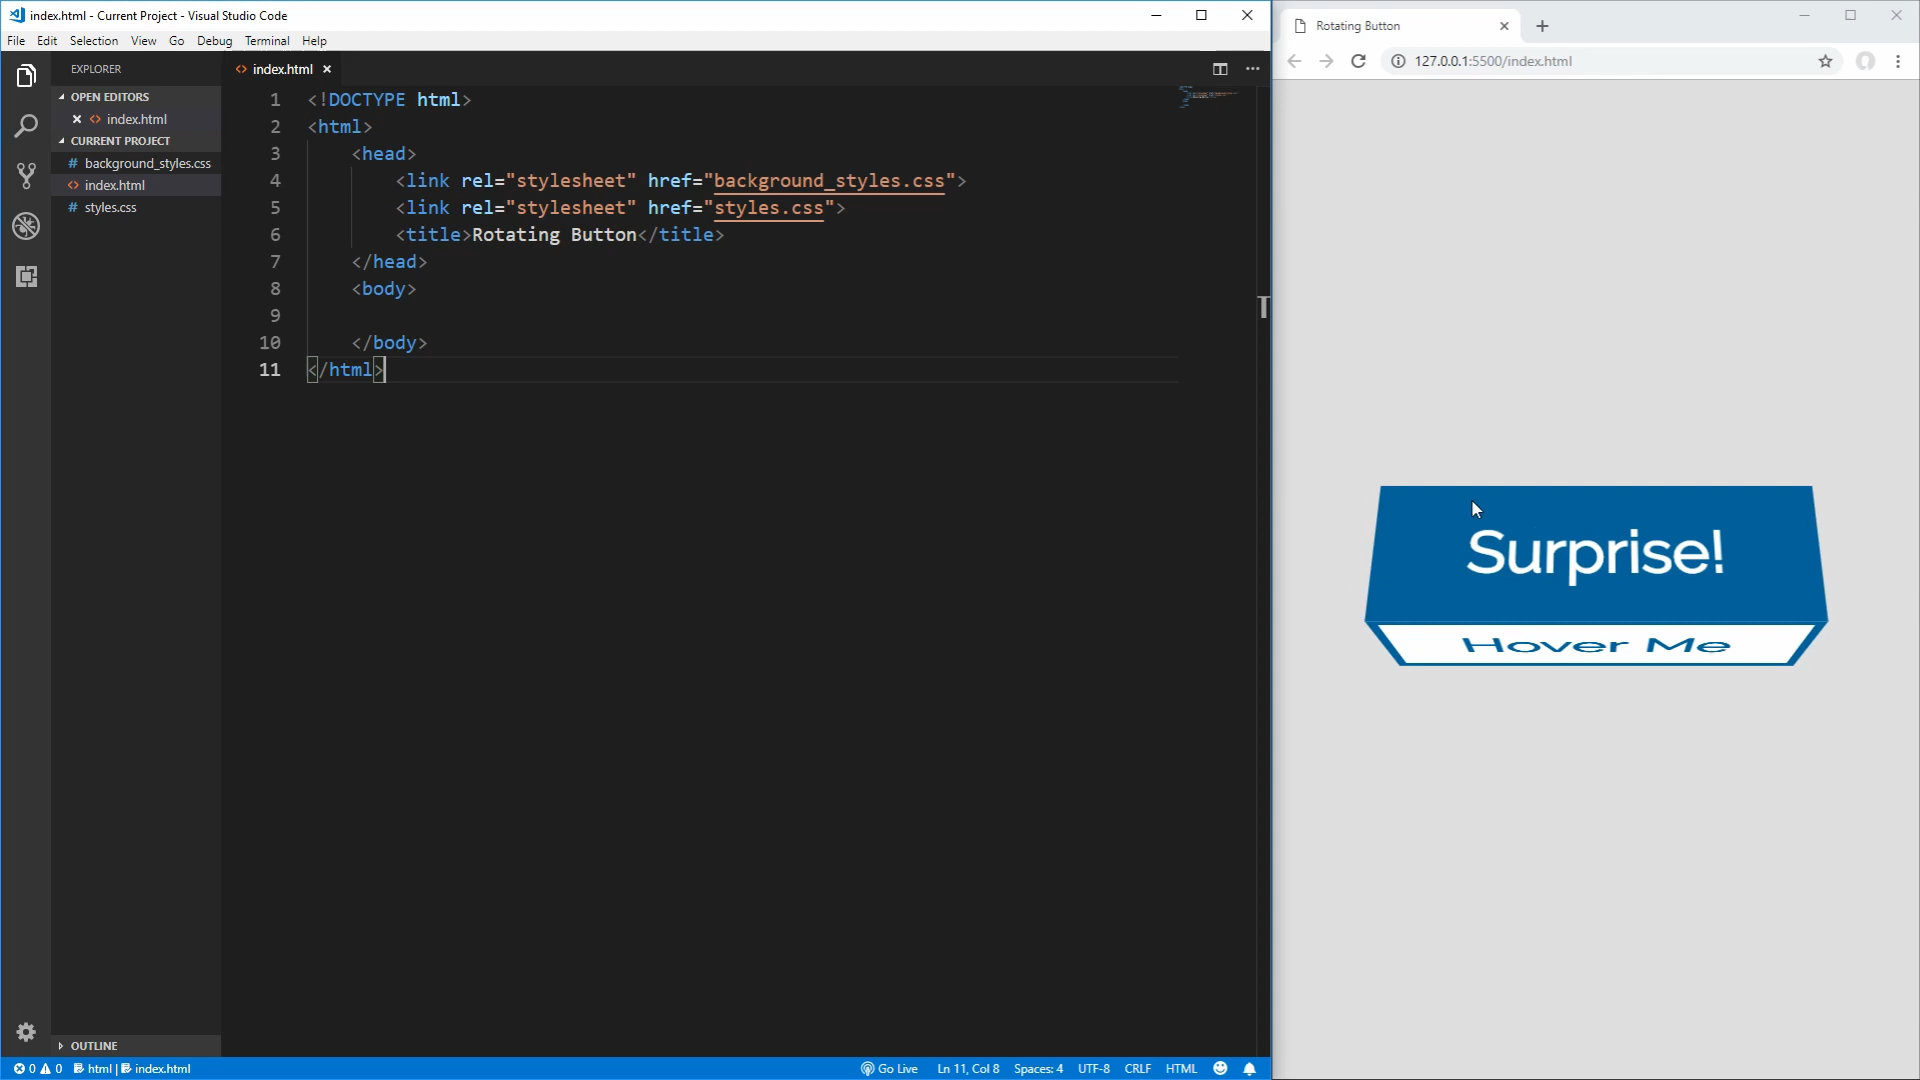 index.html - Current Project - Visual Studio Code
File Edit Selection View Go Debug Terminal Help
EXPLORER
OPEN EDITORS
index.html
CURRENT PROJECT
background_styles.css
index.html
styles.css
OUTLINE
index.html
1 <!DOCTYPE html>
2 <html>
3 <head>
4 <link rel="stylesheet" href="background_styles.css">
5 <link rel="stylesheet" href="styles.css">
6 <title>Rotating Button</title>
7 </head>
8 <body>
9
10 </body>
11 </html>
0 0 html | index.html
Go Live Ln 11, Col 8 Spaces: 4 UTF-8 CRLF HTML
Rotating Button
127.0.0.1:5500/index.html
Surprise!
Hover Me